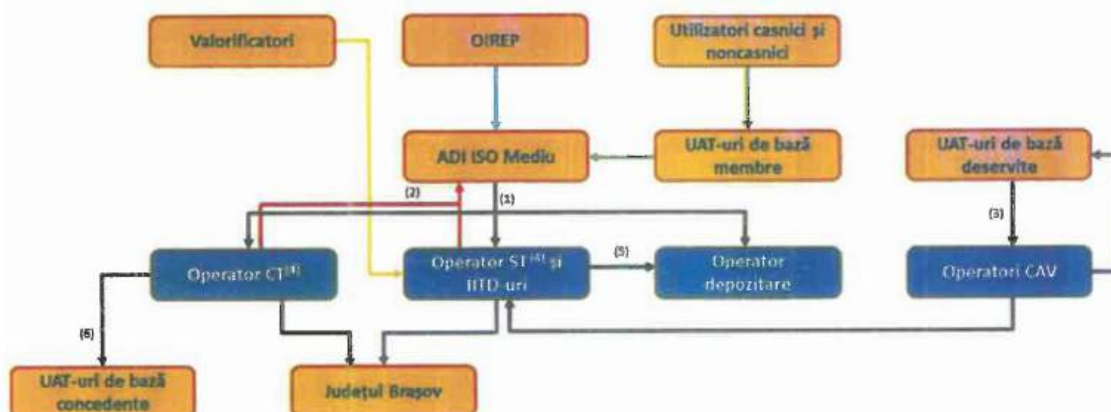 Valorificatori
OIREP
Utilizatori casnici și
noncasnici
ADI ISO Mediu
UAT-uri de bază
membre
UAT-uri de bază
deservite
(2)
(1)
(3)
Operator CT
Operator ST și
IITD-uri
(5)
Operator
depozitare
Operatori CAV
(6)
UAT-uri de bază
concedente
Județul Brașov